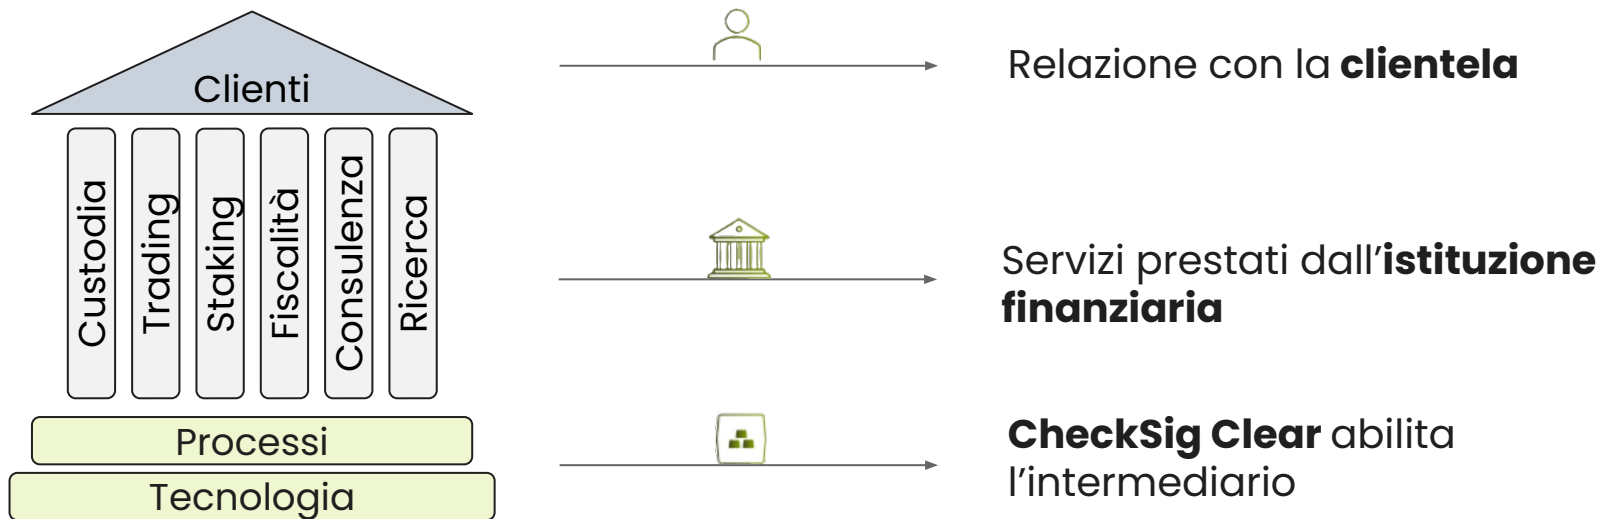 Clienti
Custodia
Trading
Staking
Fiscalità
Consulenza
Ricerca
Processi
Tecnologia
Relazione con la clientela
Servizi prestati dall’istituzione
finanziaria
CheckSig Clear abilita
l’intermediario